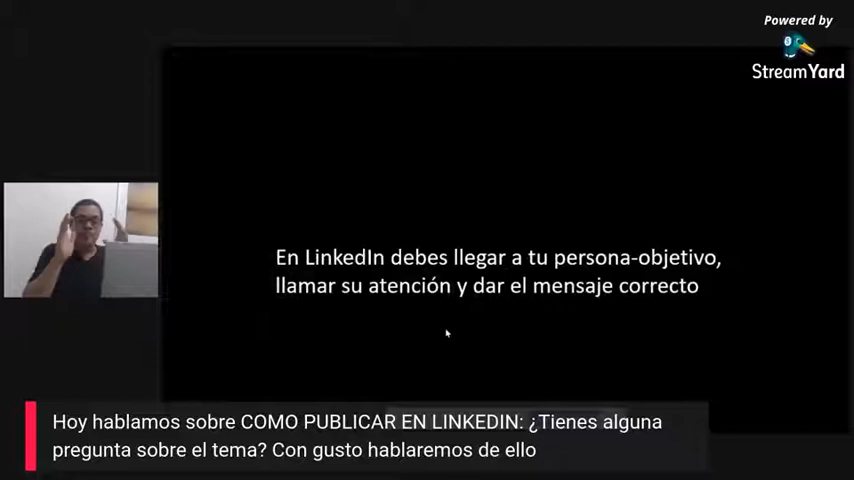 Powered by
StreamYard
En LinkedIn debes llegar a tu persona-objetivo,
llamar su atención y dar el mensaje correcto
Hoy hablamos sobre COMO PUBLICAR EN LINKEDIN: ¿Tienes alguna
pregunta sobre el tema? Con gusto hablaremos de ello